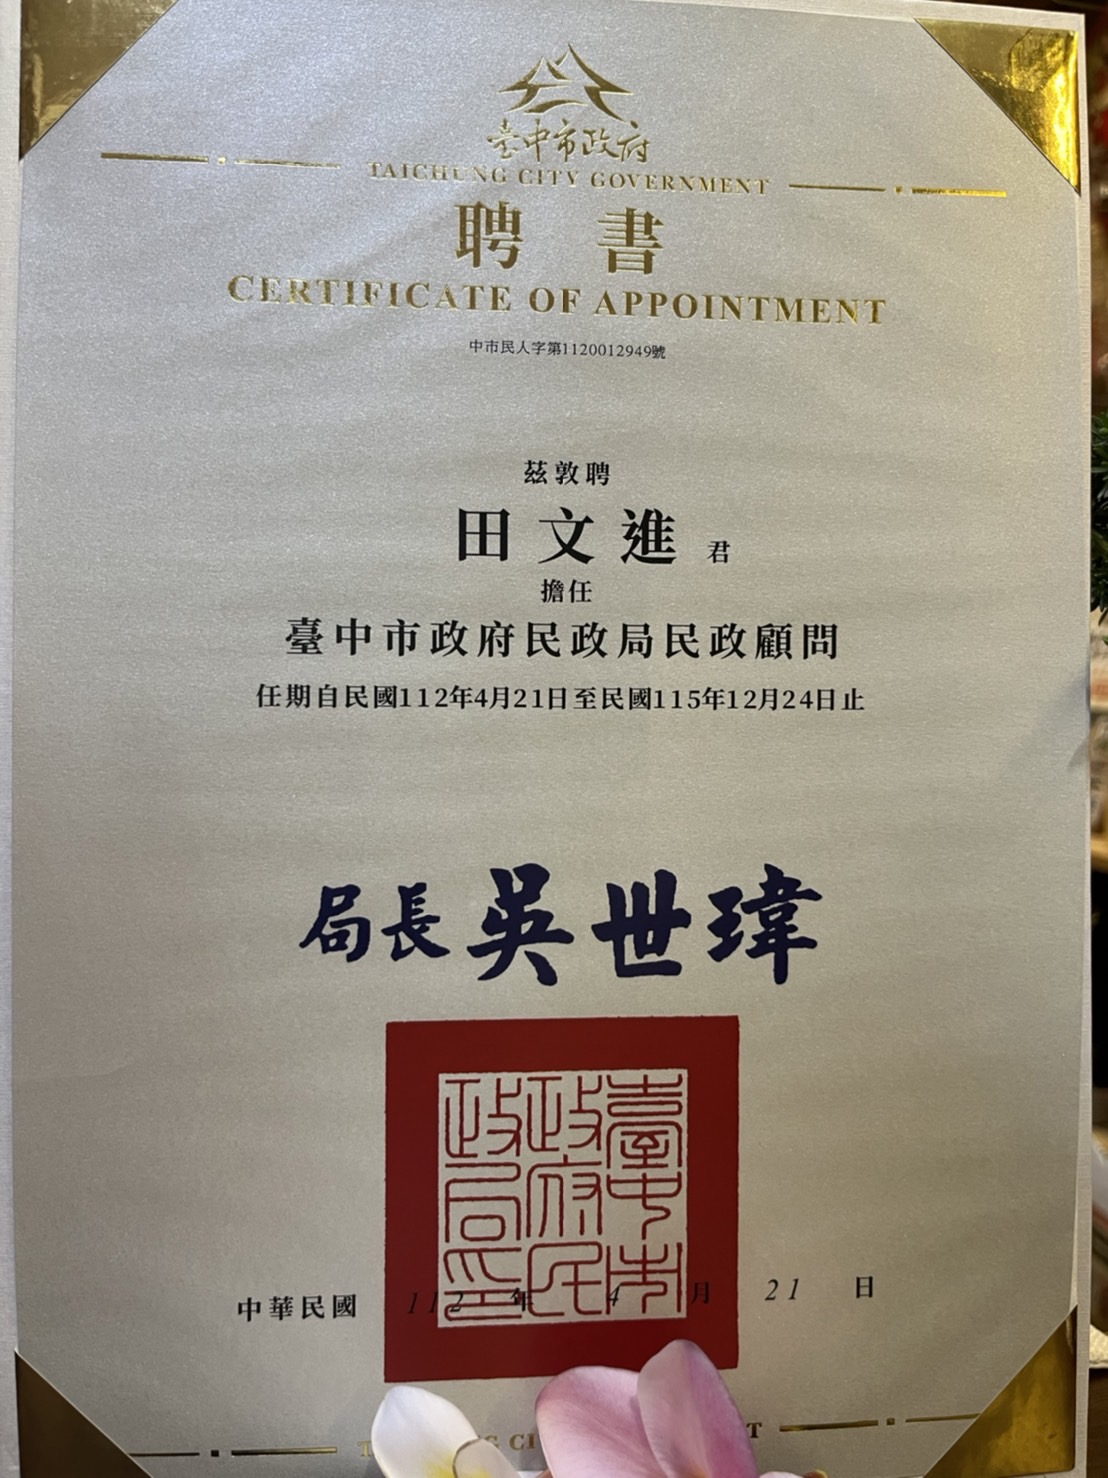 臺中市政府
TAICHUNG CITY GOVERNMENT
聘書
CERTIFICATE OF APPOINTMENT
中市民人字第1120012949號
茲敦聘
田文進 君
擔任
臺中市政府民政局民政顧問
任期自民國112年4月21日至民國115年12月24日止
局長 吳世瑋
臺中市政府民政局印
中華民國 112 年 4 月 21 日